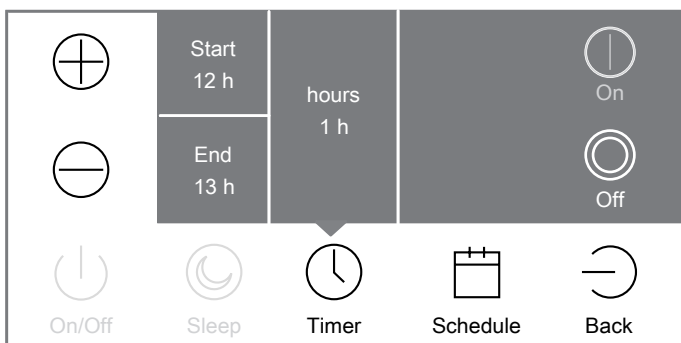 Start
12 h
hours
1 h
On
End
13 h
Off
On/Off
Sleep
Timer
Schedule
Back